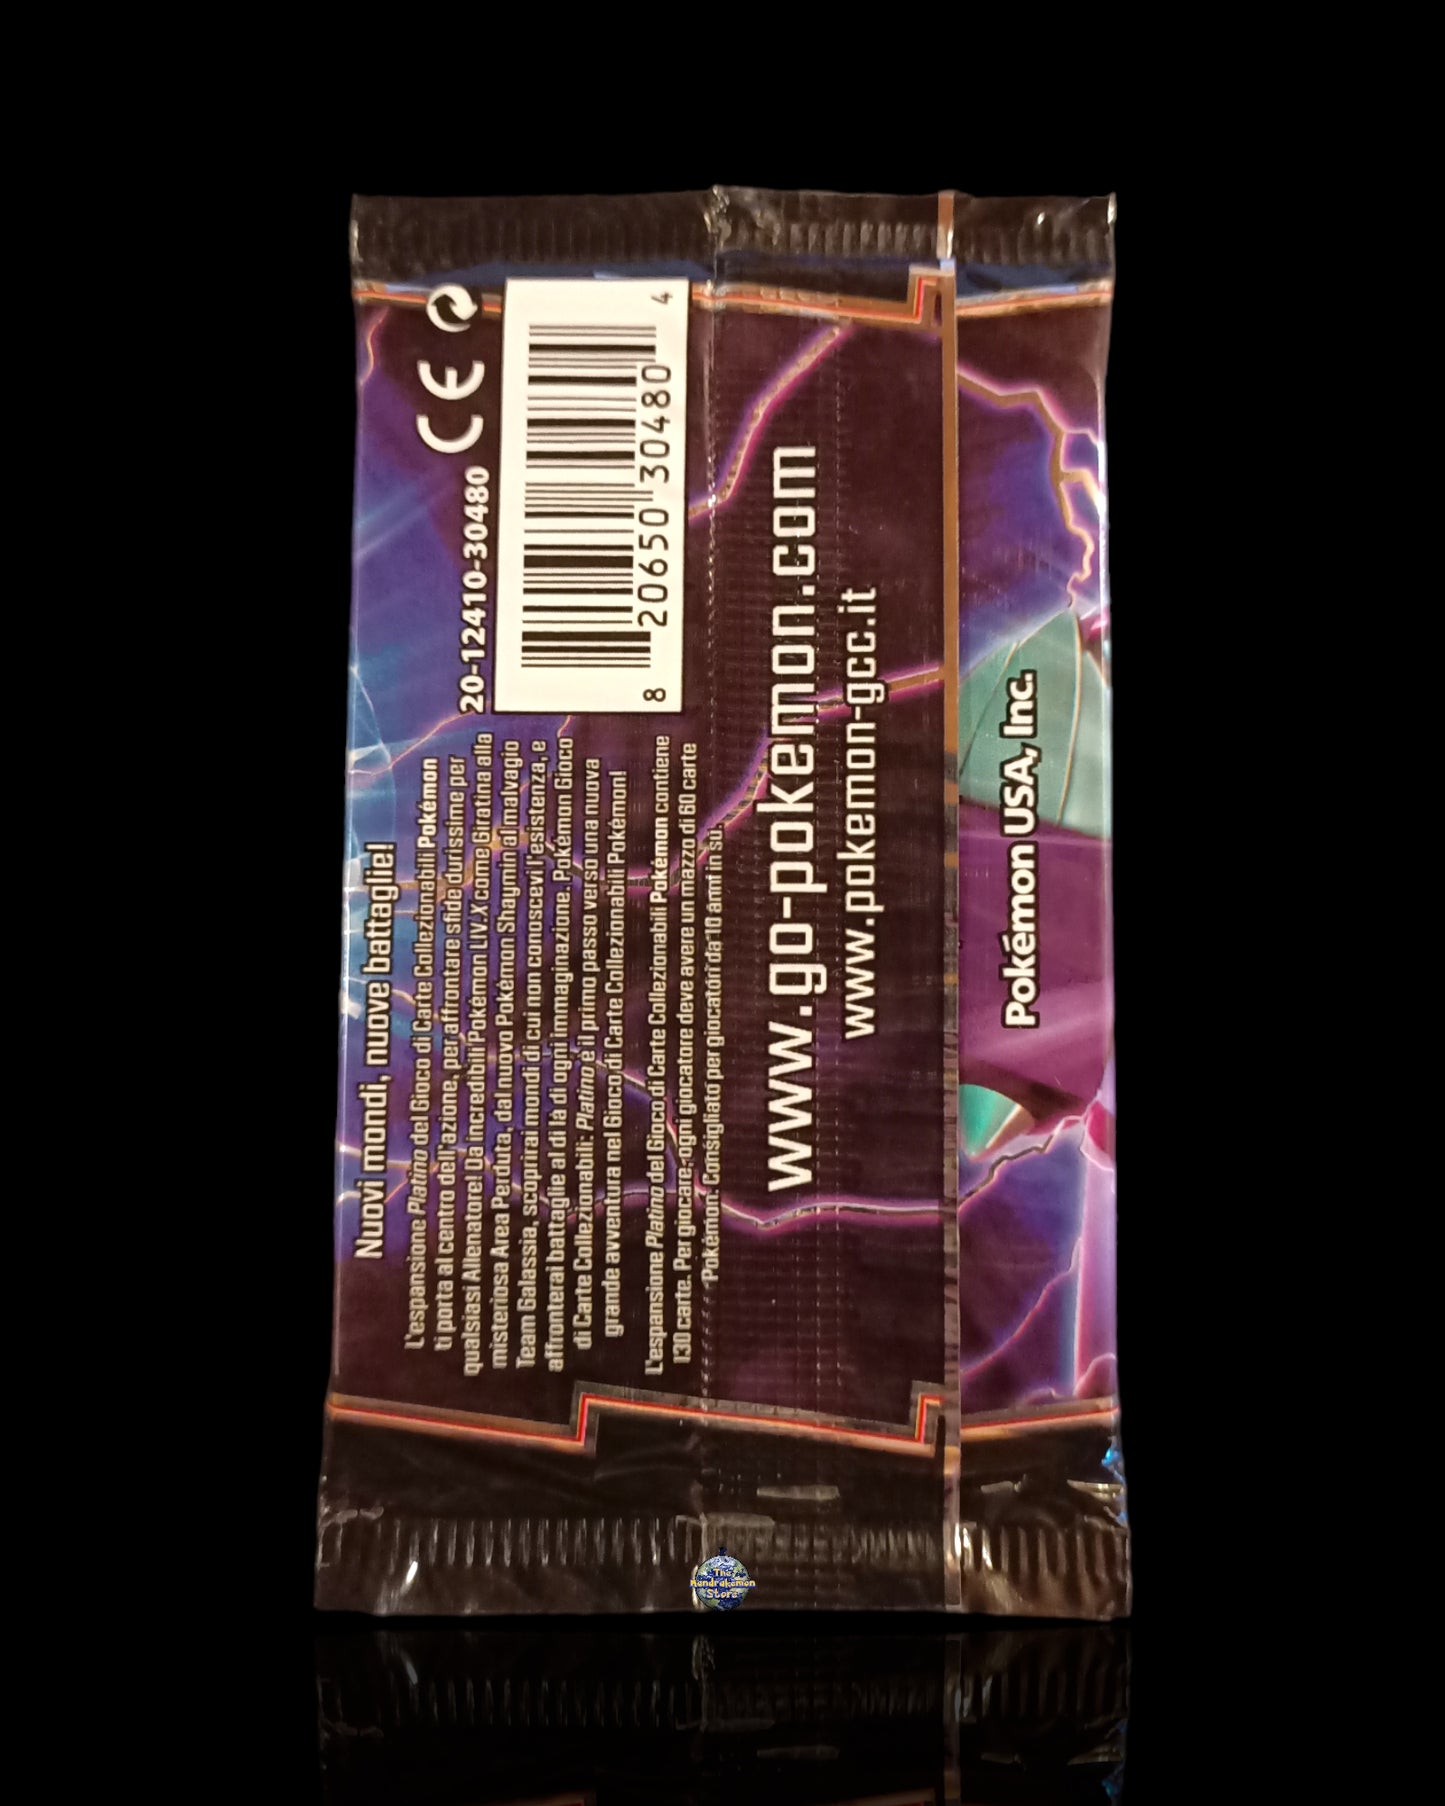 Nuovi mondi, nuove battaglie!
L'espansione Platino del Gioco di Carte Collezionabili Pokémon
ti porta al centro dell'azione, per affrontare sfide durissime per
qualsiasi Allenatore! Da incredibili Pokémon LIV.X come Giratina alla
misteriosa Area Perduta, dal nuovo Pokémon Shaymin al malvagio
Team Galassia, scoprirai mondi di cui non conoscevi l'esistenza, e
affronterai battaglie al di là di ogni immaginazione. Pokémon Gioco
di Carte Collezionabili: Platino è il primo passo verso una nuova
grande avventura nel Gioco di Carte Collezionabili Pokémon!
L'espansione Platino del Gioco di Carte Collezionabili Pokémon contiene
130 carte. Per giocare, ogni giocatore deve avere un mazzo di 60 carte
Pokémon. Consigliato per giocatori da 10 anni in su.
20-12410-30480
CE
8 20650 30480 4
www.go-pokemon.com
www.pokemon-gcc.it
Pokémon USA, Inc.
The
Mandrakemon
Store